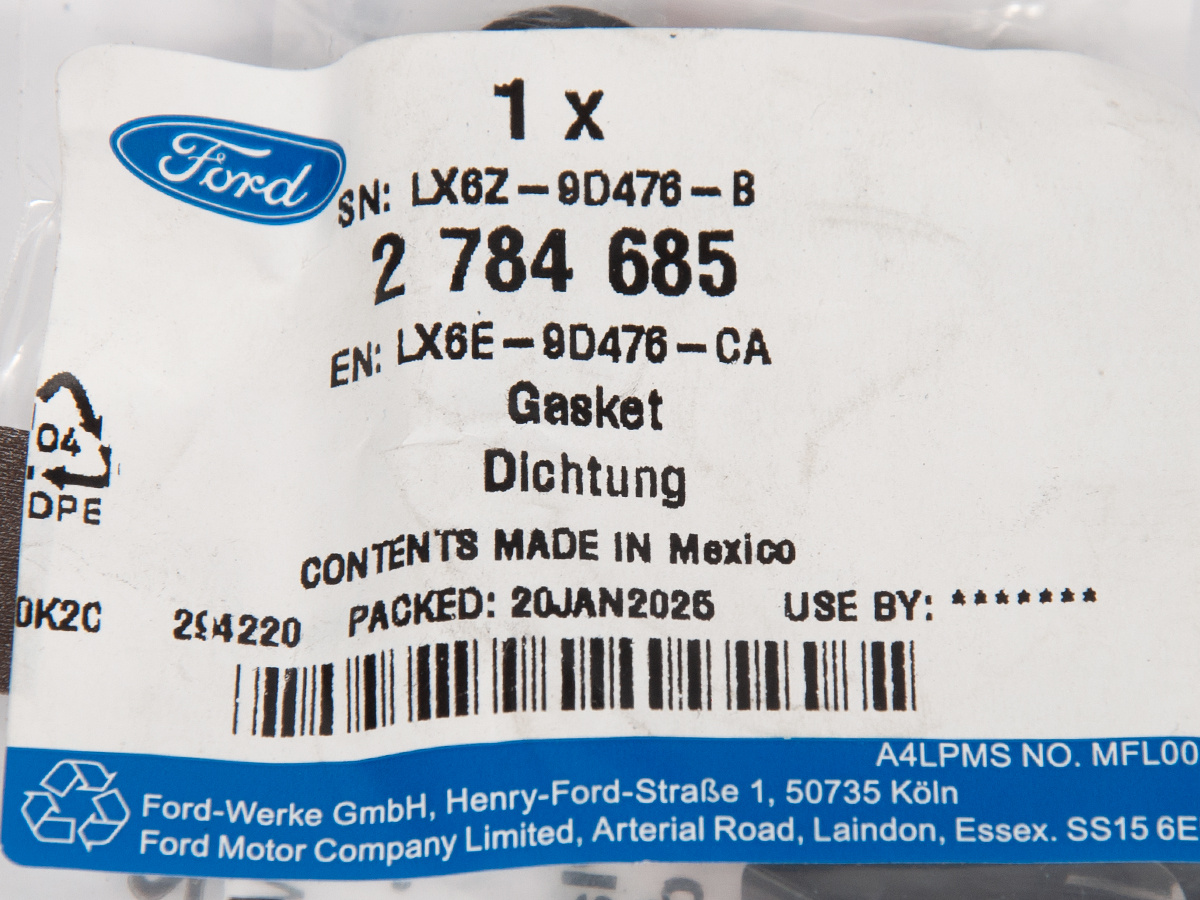 1 x
Ford
SN: LX6Z-9D476-B
2 784 685
EN: LX6E-9D476-CA
Gasket
04
Dichtung
DPE
CONTENTS MADE IN Mexico
0K2C 294220 PACKED: 20JAN2025 USE BY: *******
A4LPMS NO. MFL00
Ford-Werke GmbH, Henry-Ford-Straße 1, 50735 Köln
Ford Motor Company Limited, Arterial Road, Laindon, Essex. SS15 6E